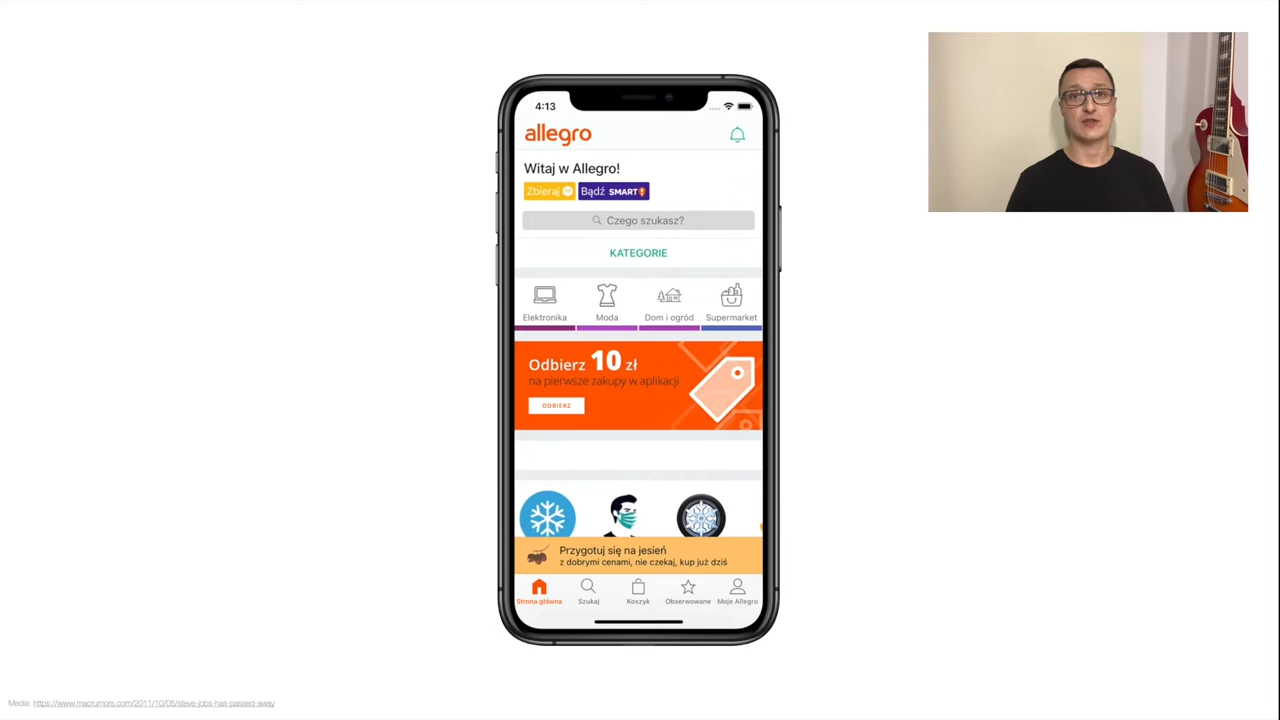 4:13
allegro
Witaj w Allegro!
Zbieraj
Bądź SMART!
Czego szukasz?
KATEGORIE
Elektronika
Moda
Dom i ogród
Supermarket
Odbierz 10 zł
na pierwsze zakupy w aplikacji
ODBIERZ
Przygotuj się na jesień
z dobrymi cenami, nie czekaj, kup już dziś
Strona główna
Szukaj
Koszyk
Obserwowane
Moje Allegro
Media: https://www.macrumors.com/2011/10/05/steve-jobs-has-passed-away